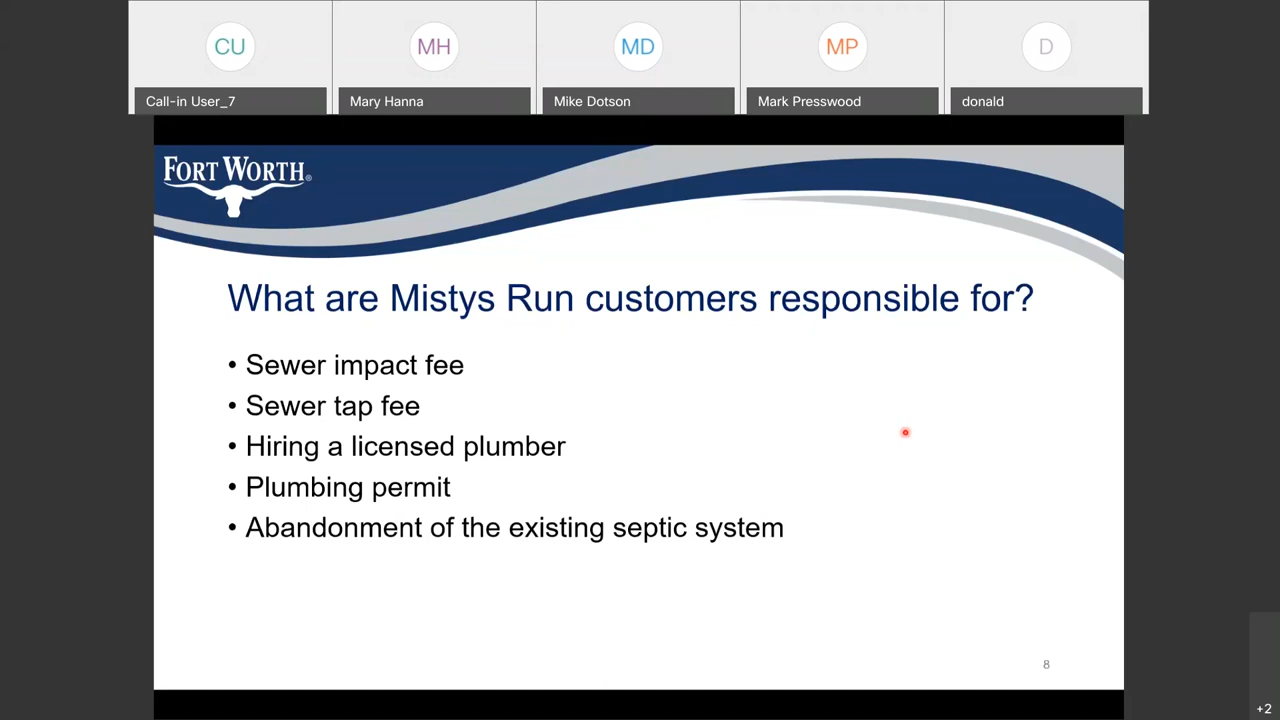 CU
MH
MD
MP
D
Call-in User_7
Mary Hanna
Mike Dotson
Mark Presswood
donald
FORT WORTH®
What are Mistys Run customers responsible for?
• Sewer impact fee
• Sewer tap fee
• Hiring a licensed plumber
• Plumbing permit
• Abandonment of the existing septic system
8
+2